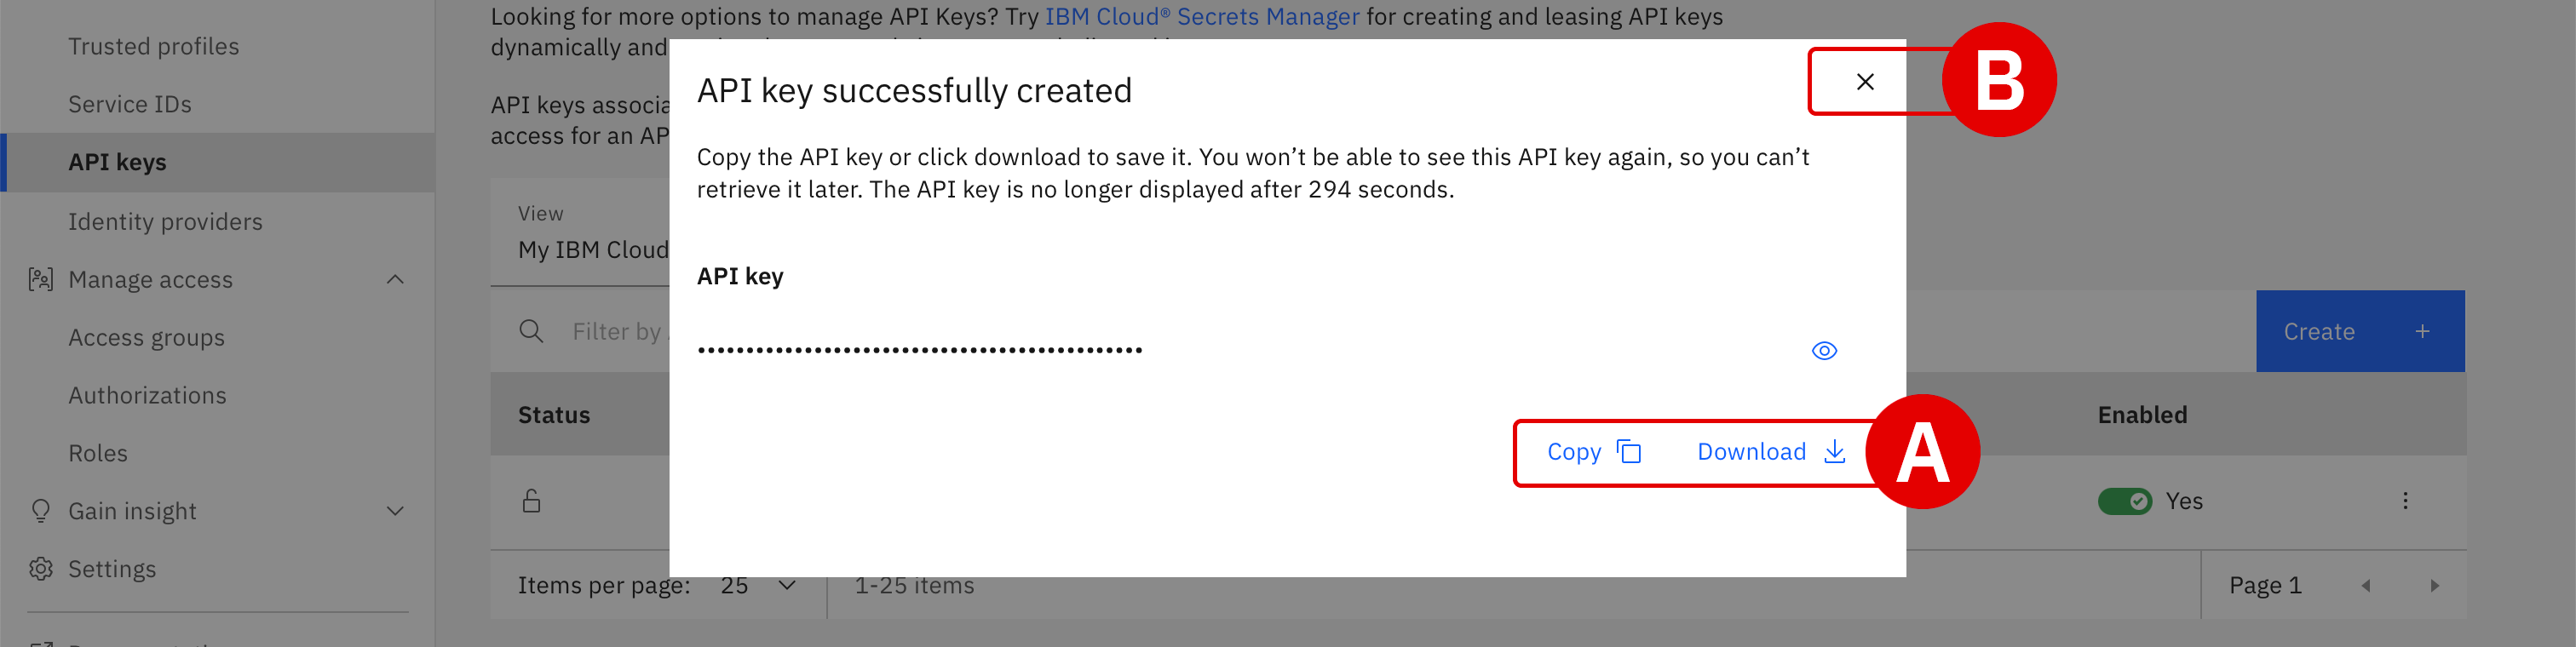 Trusted profiles
Service IDs
API keys
Identity providers
Manage access
Access groups
Authorizations
Roles
Gain insight
Settings
Looking for more options to manage API Keys? Try IBM Cloud® Secrets Manager for creating and leasing API keys
dynamically and
API keys associa
access for an AP
View
My IBM Cloud
Filter by
Create +
Status
Enabled
Yes
Items per page: 25
1-25 items
Page 1
API key successfully created
B
Copy the API key or click download to save it. You won’t be able to see this API key again, so you can’t
retrieve it later. The API key is no longer displayed after 294 seconds.
API key
••••••••••••••••••••••••••••••••••••••••••••
Copy
Download
A